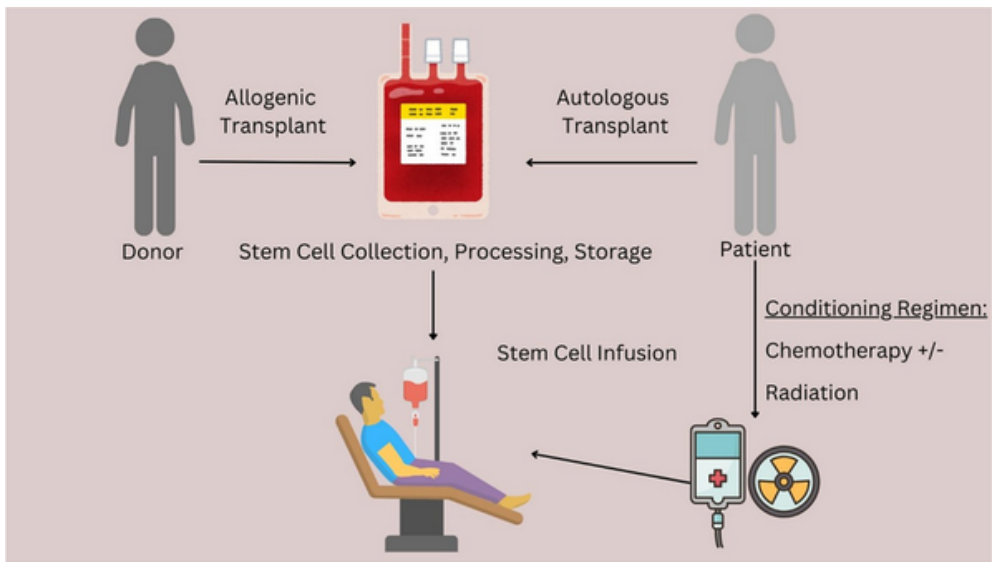 Allogenic
Transplant
Autologous
Transplant
Donor
Stem Cell Collection, Processing, Storage
Patient
Conditioning Regimen:
Chemotherapy +/-
Radiation
Stem Cell Infusion